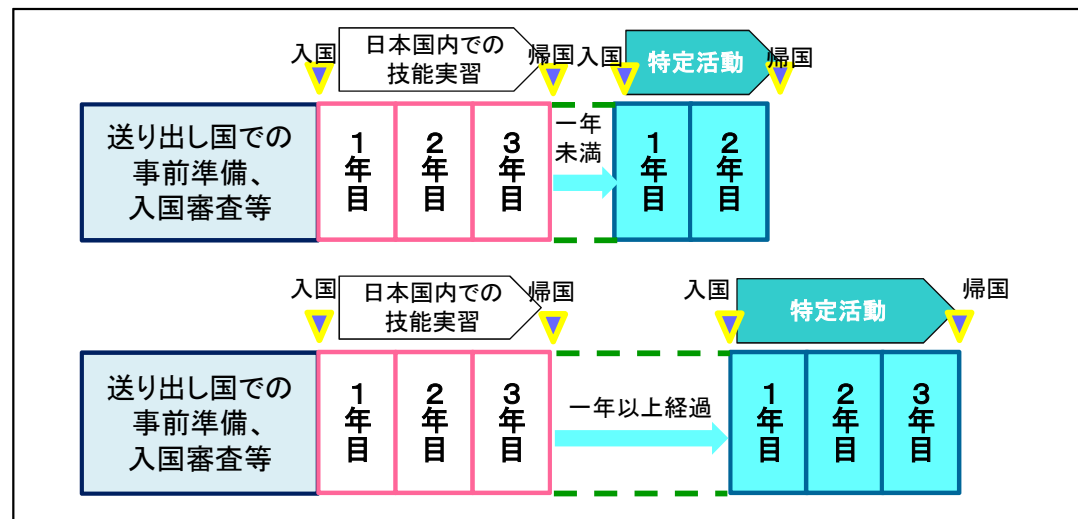 入国
日本国内での
技能実習
帰国
入国
特定活動
帰国
送り出し国での
事前準備、
入国審査等
1年目
2年目
3年目
一年
未満
1年目
2年目
入国
日本国内での
技能実習
帰国
入国
特定活動
帰国
送り出し国での
事前準備、
入国審査等
1年目
2年目
3年目
一年以上経過
1年目
2年目
3年目